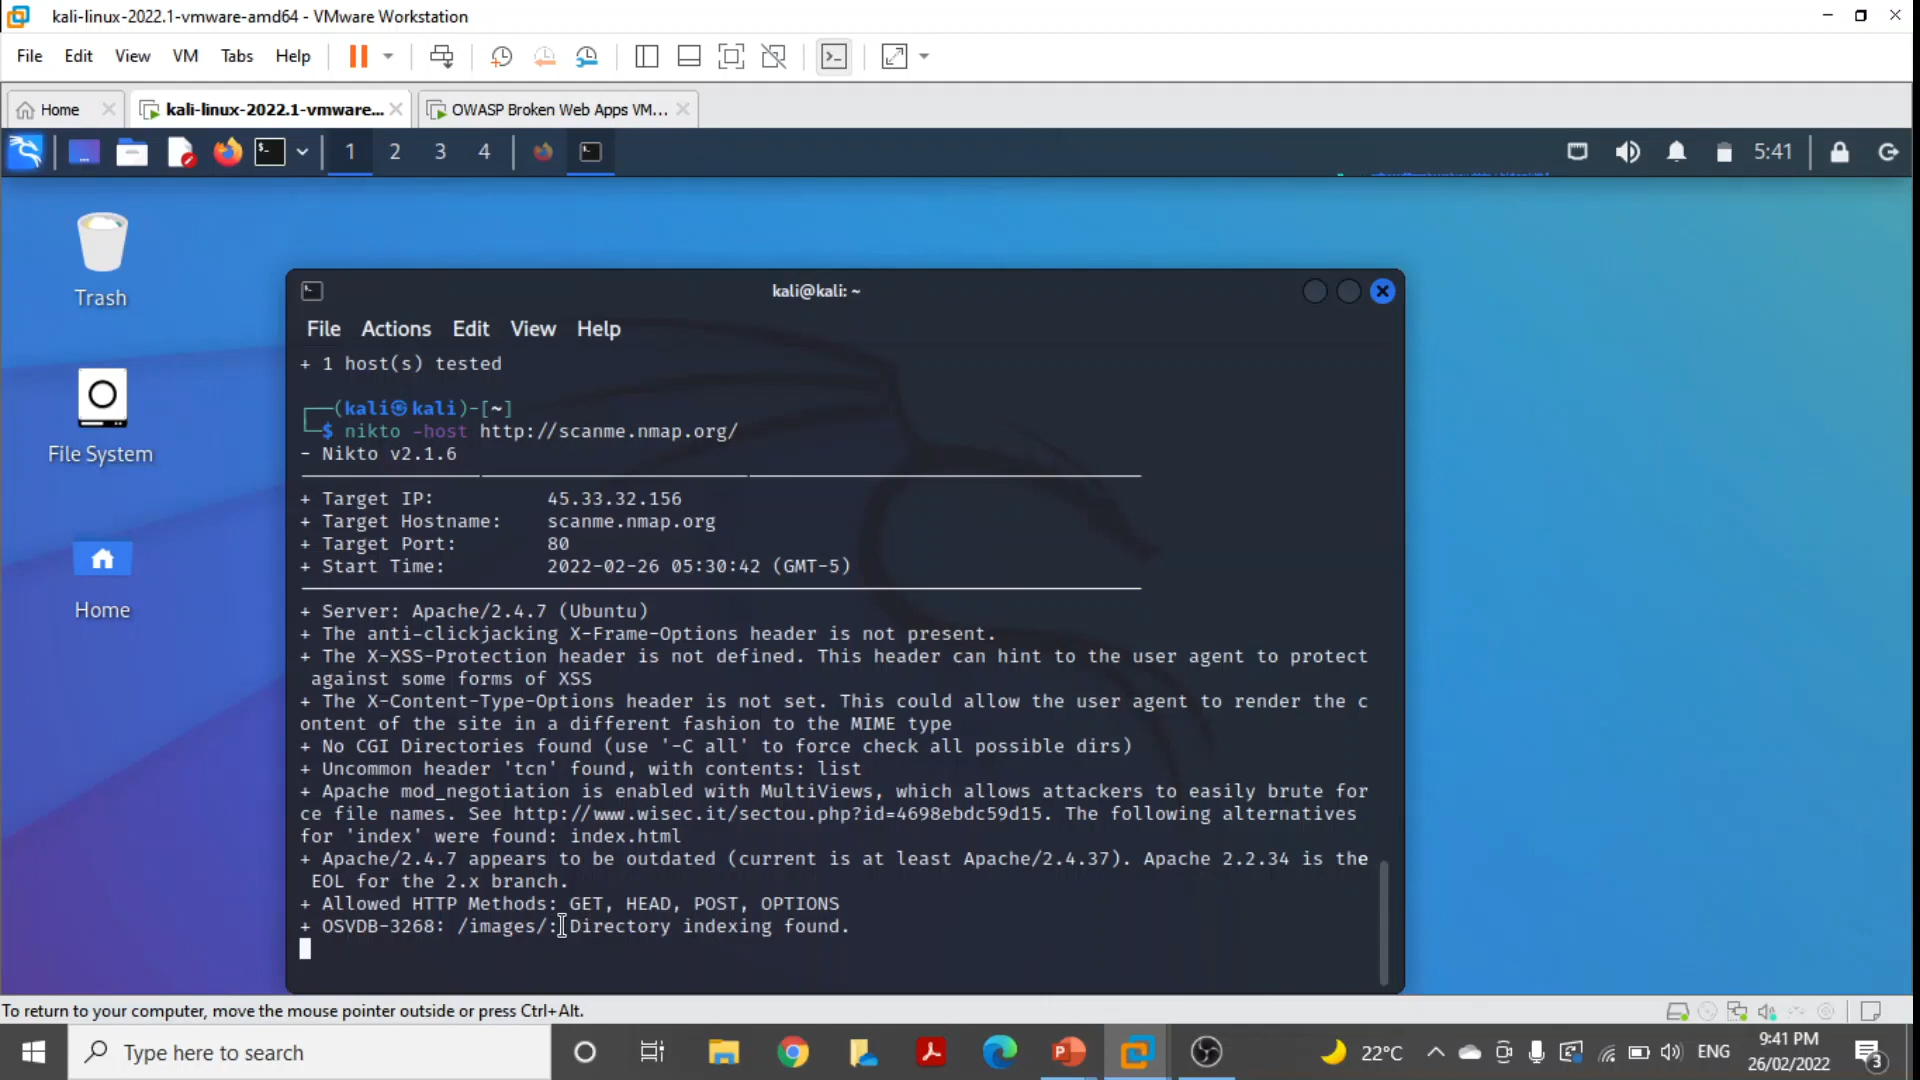 kali-linux-2022.1-vmware-amd64 - VMware Workstation
File Edit View VM Tabs Help
Home kali-linux-2022.1-vmware... OWASP Broken Web Apps VM...
1 2 3 4 5:41
Trash
File System
Home
kali@kali: ~
File Actions Edit View Help
+ 1 host(s) tested
(kali㉿kali)-[~]
$ nikto -host http://scanme.nmap.org/
- Nikto v2.1.6
+ Target IP: 45.33.32.156
+ Target Hostname: scanme.nmap.org
+ Target Port: 80
+ Start Time: 2022-02-26 05:30:42 (GMT-5)
+ Server: Apache/2.4.7 (Ubuntu)
+ The anti-clickjacking X-Frame-Options header is not present.
+ The X-XSS-Protection header is not defined. This header can hint to the user agent to protect
against some forms of XSS
+ The X-Content-Type-Options header is not set. This could allow the user agent to render the c
ontent of the site in a different fashion to the MIME type
+ No CGI Directories found (use '-C all' to force check all possible dirs)
+ Uncommon header 'tcn' found, with contents: list
+ Apache mod_negotiation is enabled with MultiViews, which allows attackers to easily brute for
ce file names. See http://www.wisec.it/sectou.php?id=4698ebdc59d15. The following alternatives
for 'index' were found: index.html
+ Apache/2.4.7 appears to be outdated (current is at least Apache/2.4.37). Apache 2.2.34 is the
EOL for the 2.x branch.
+ Allowed HTTP Methods: GET, HEAD, POST, OPTIONS
+ OSVDB-3268: /images/: Directory indexing found.
To return to your computer, move the mouse pointer outside or press Ctrl+Alt.
Type here to search
22°C
ENG
9:41 PM
26/02/2022
3